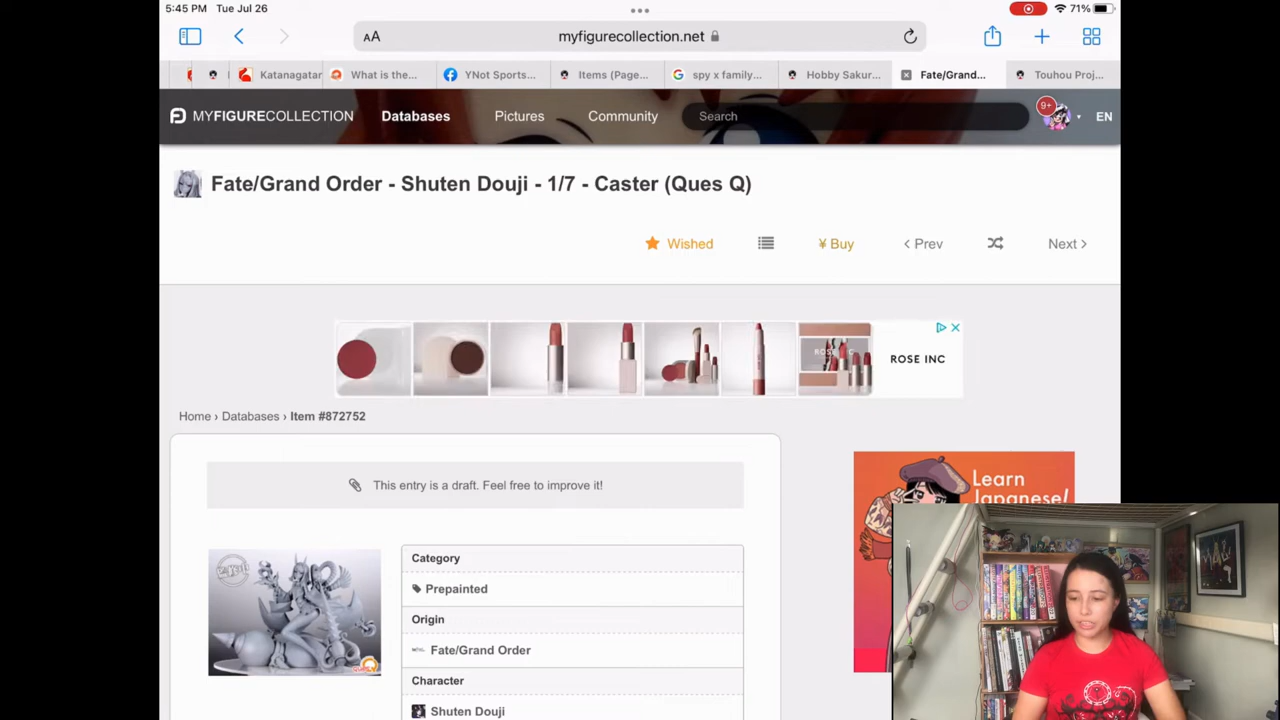 5:45 PM Tue Jul 26
71%
AA myfigurecollection.net
Katanagatar
What is the...
YNot Sports...
Items (Page...
spy x family...
Hobby Sakur...
Fate/Grand...
Touhou Proj...
MYFIGURECOLLECTION Databases Pictures Community Search 9+ EN
Fate/Grand Order - Shuten Douji - 1/7 - Caster (Ques Q)
Wished ¥ Buy < Prev Next >
ROSE INC
Home › Databases › Item #872752
This entry is a draft. Feel free to improve it!
Learn
Japanese!
Category
Prepainted
Origin
Fate/Grand Order
Character
Shuten Douji